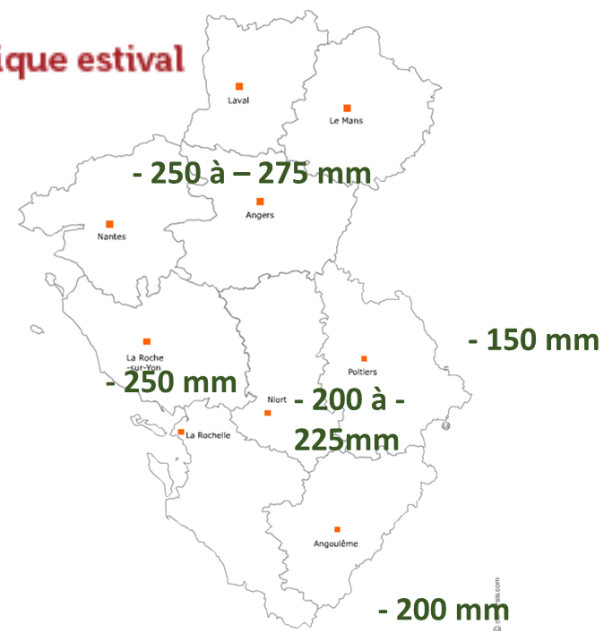 ique estival
Laval
Le Mans
- 250 à – 275 mm
Angers
Nantes
- 150 mm
La Roche
-sur-Yon
Poitiers
- 250 mm
Niort
- 200 à -
225mm
La Rochelle
Angoulême
- 200 mm